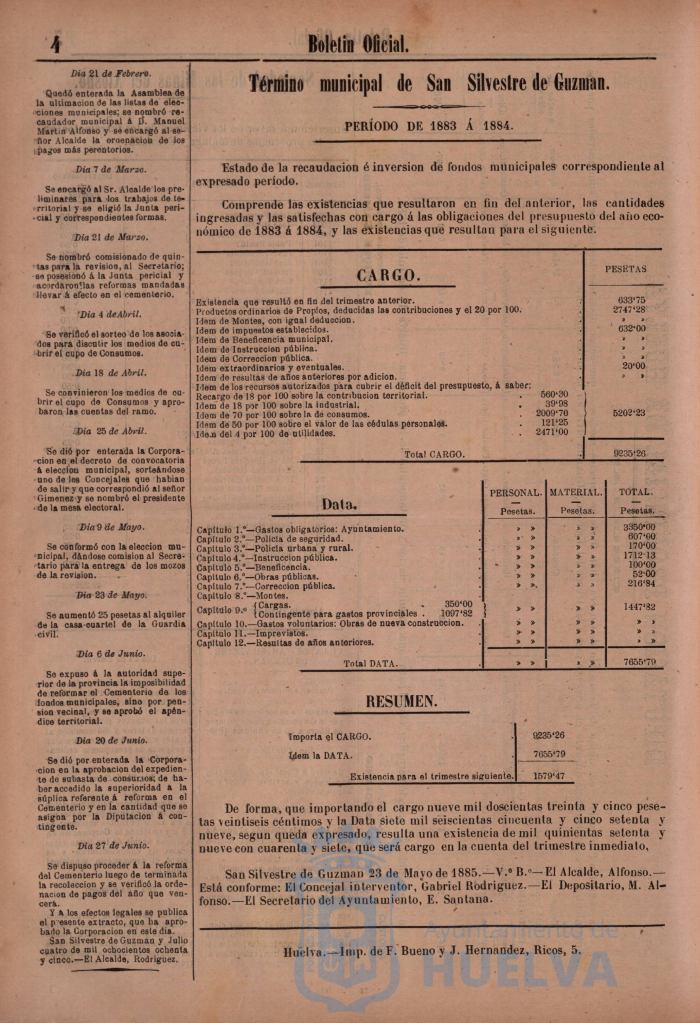 4
Boletin Oficial.
Dia 21 de Febrero.
Quedó enterada la Asamblea de
la ultimacion de las listas de elec-
ciones municipales; se nombró re-
caudador municipal á D. Manuel
Martin Alfonso y se encargó al se-
ñor Alcalde la ordenacion de los
pagos más perentorios.
Dia 7 de Marzo.
Se encargó al Sr. Alcalde los pre-
liminares para los trabajos de te-
rritorial y se eligió la Junta peri-
cial y correspondientes formas.
Dia 21 de Marzo.
Se nombró comisionado de quin-
tas para la revision, al Secretario;
se posesionó á la Junta pericial y
acordaron las reformas mandadas
llevar á efecto en el cementerio.
Dia 4 de Abril.
Se verificó el sorteo de los asocia-
dos para discutir los medios de cu-
brir el cupo de Consumos.
Dia 18 de Abril.
Se convinieron los medios de cu-
brir el cupo de Consumos y apro-
baron las cuentas del ramo.
Dia 25 de Abril.
Se dió por enterada la Corpora-
cion en el decreto de convocatoria
á eleccion municipal, sorteándose
uno de los Concejales que habian
de salir y que correspondió al señor
Gimenez y se nombró el presidente
de la mesa electoral.
Dia 9 de Mayo.
Se conformó con la eleccion mu-
nicipal, dándose comision al Secre-
tario para la entrega de los mozos
de la revision.
Dia 23 de Mayo.
Se aumentó 25 pesetas al alquiler
de la casa-cuartel de la Guardia
civil.
Dia 6 de Junio.
Se expuso á la autoridad supe-
rior de la provincia la imposibilidad
de reformar el Cementerio de los
fondos municipales, sino por pen-
sion vecinal, y se aprobó el apén-
dice territorial.
Dia 20 de Junio.
Se dió por enterada la Corpora-
cion en la aprobacion del expedien-
te de subasta de consumos; de ha-
ber accedido la superioridad a la
súplica referente á reforma en el
Cementerio y en la cantidad que se
asigna por la Diputacion á con-
tingente.
Dia 27 de Junio.
Se dispuso proceder á la reforma
del Cementerio luego de terminada
la recoleccion y se verificó la orde-
nacion de pagos del año que ven-
cerá.
Y á los efectos legales se publica
el presente extracto, que ha apro-
bado la Corporacion en este dia.
San Silvestre de Guzman y Julio
cuatro de mil ochocientos ochenta
y cinco.—El Alcalde, Rodriguez.
Término municipal de San Silvestre de Guzman.
PERÍODO DE 1883 Á 1884.
Estado de la recaudacion é inversion de fondos municipales correspondiente al
expresado período.
Comprende las existencias que resultaron en fin del anterior, las cantidades
ingresadas y las satisfechas con cargo á las obligaciones del presupuesto del año eco-
nómico de 1883 á 1884, y las existencias que resultan para el siguiente.
CARGO. PESETAS
Existencia que resultó en fin del trimestre anterior. 633'75
Productos ordinarios de Propios, deducidas las contribuciones y el 20 por 100. 2747'28
Idem de Montes, con igual deduccion. » »
Idem de impuestos establecidos. 632'00
Idem de Beneficencia municipal. » »
Idem de Instruccion pública. » »
Idem de Correccion pública. » »
Idem extraordinarios y eventuales. 20'00
Idem de resultas de años anteriores por adicion. » »
Idem de los recursos autorizados para cubrir el déficit del presupuesto, á saber:
Recargo de 18 por 100 sobre la contribucion territorial. 560'30
Idem de 18 por 100 sobre la industrial. 39'98
Idem de 70 por 100 sobre la de consumos. 2009'70 5202'23
Idem de 50 por 100 sobre el valor de las cédulas personales. 121'25
Idem del 4 por 100 de utilidades. 2471'00
Total CARGO. 9235'26
Data. PERSONAL. MATERIAL. TOTAL.
Pesetas. Pesetas. Pesetas.
Capítulo 1.º—Gastos obligatorios: Ayuntamiento. » » » » 3350'00
Capítulo 2.º—Policía de seguridad. » » » » 607'00
Capítulo 3.º—Policía urbana y rural. » » » » 170'00
Capítulo 4.º—Instruccion pública. » » » » 1712'13
Capítulo 5.º—Beneficencia. » » » » 100'00
Capítulo 6.º—Obras públicas. » » » » 52'00
Capítulo 7.º—Correccion pública. » » » » 216'84
Capítulo 8.º—Montes.
Capítulo 9.º {Cargas. 350'00
{Contingente para gastos provinciales. 1097'82 } » » » » 1447'82
Capítulo 10.—Gastos voluntarios: Obras de nueva construccion. » » » » » »
Capítulo 11.—Imprevistos. » » » » » »
Capítulo 12.—Resultas de años anteriores. » » » » » »
Total DATA. » » » » 7655'79
RESUMEN.
Importa el CARGO. 9235'26
Idem la DATA. 7655'79
Existencia para el trimestre siguiente. 1579'47
De forma, que importando el cargo nueve mil doscientas treinta y cinco pese-
tas veintiseis céntimos y la Data siete mil seiscientas cincuenta y cinco setenta y
nueve, segun queda expresado, resulta una existencia de mil quinientas setenta y
nueve con cuarenta y siete, que será cargo en la cuenta del trimestre inmediato,
San Silvestre de Guzman 23 de Mayo de 1885.—V.º B.º—El Alcalde, Alfonso.—
Está conforme: El Concejal interventor, Gabriel Rodriguez.—El Depositario, M. Al-
fonso.—El Secretario del Ayuntamiento, E. Santana.
Huelva.—Imp. de F. Bueno y J. Hernandez, Ricos, 5.
Ayuntamiento de
HUELVA